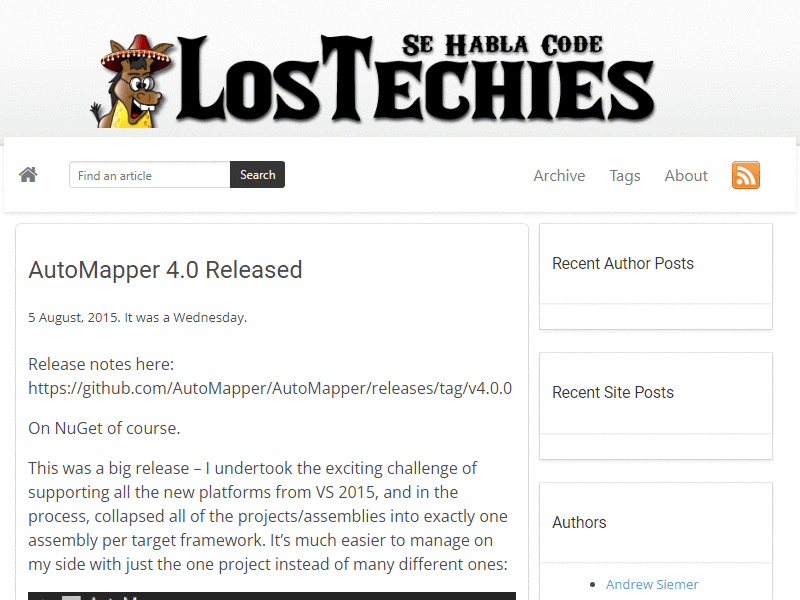 SE HABLA CODE
LOSTECHIES
Find an article
Search
Archive
Tags
About
AutoMapper 4.0 Released
5 August, 2015. It was a Wednesday.
Release notes here:
https://github.com/AutoMapper/AutoMapper/releases/tag/v4.0.0
On NuGet of course.
This was a big release – I undertook the exciting challenge of
supporting all the new platforms from VS 2015, and in the
process, collapsed all of the projects/assemblies into exactly one
assembly per target framework. It’s much easier to manage on
my side with just the one project instead of many different ones:
Recent Author Posts
Recent Site Posts
Authors
Andrew Siemer